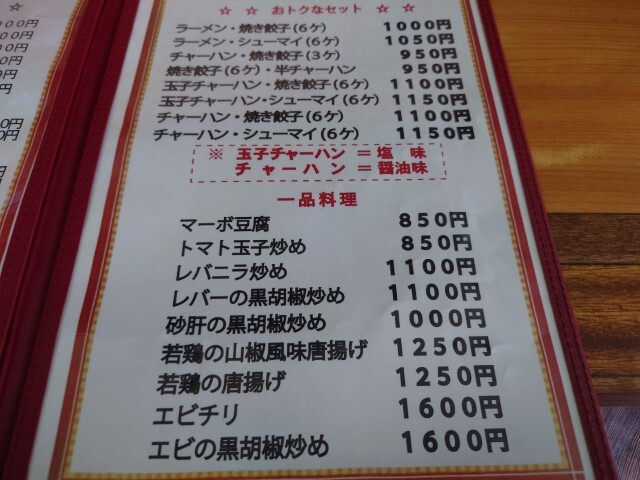 ☆ ☆ おトクなセット ☆ ☆
ラーメン・焼き餃子(6ケ) 1000円
ラーメン・シューマイ(6ケ) 1050円
チャーハン・焼き餃子(3ケ) 950円
焼き餃子(6ケ)・半チャーハン 950円
玉子チャーハン・焼き餃子(6ケ) 1100円
玉子チャーハン・シューマイ(6ケ) 1150円
チャーハン・焼き餃子(6ケ) 1100円
チャーハン・シューマイ(6ケ) 1150円
※ 玉子チャーハン = 塩 味
チャーハン = 醤油味
一品料理
マーボ豆腐 850円
トマト玉子炒め 850円
レバニラ炒め 1100円
レバーの黒胡椒炒め 1100円
砂肝の黒胡椒炒め 1000円
若鶏の山椒風味唐揚げ 1250円
若鶏の唐揚げ 1250円
エビチリ 1600円
エビの黒胡椒炒め 1600円